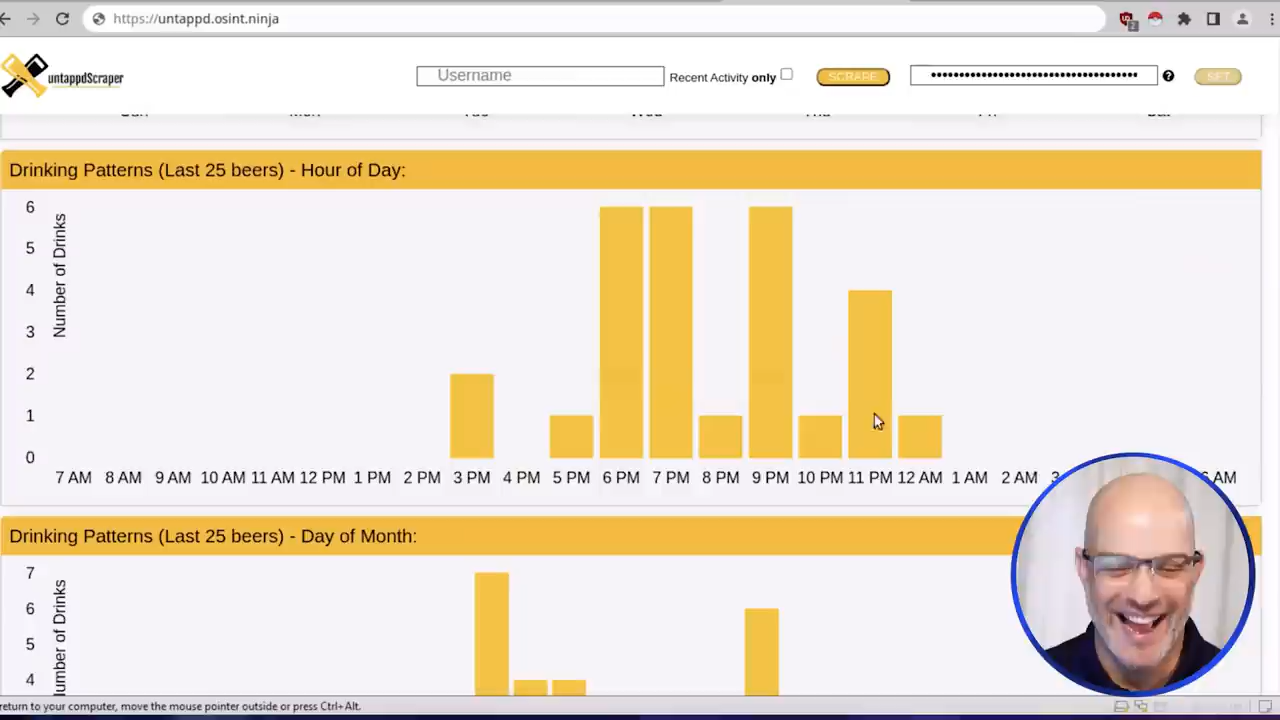 https://untappd.osint.ninja
2
untappdScraper
Username
Recent Activity only
SCRAPE
?
SET
Drinking Patterns (Last 25 beers) - Hour of Day:
Number of Drinks
6
5
4
3
2
1
0
7 AM 8 AM 9 AM 10 AM 11 AM 12 PM 1 PM 2 PM 3 PM 4 PM 5 PM 6 PM 7 PM 8 PM 9 PM 10 PM 11 PM 12 AM 1 AM 2 AM
Drinking Patterns (Last 25 beers) - Day of Month:
7
6
5
4
return to your computer, move the mouse pointer outside or press Ctrl+Alt.